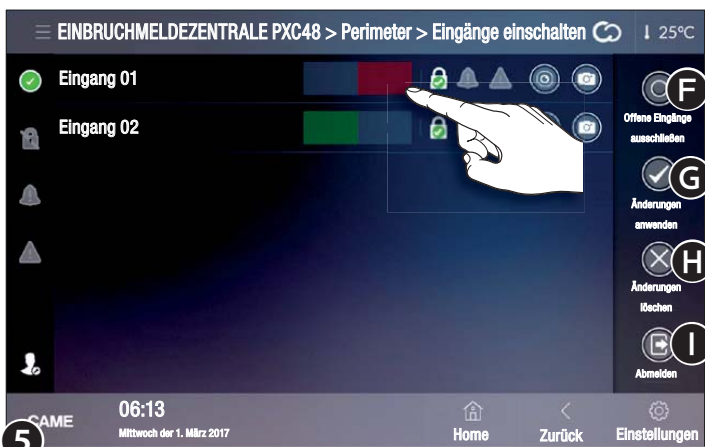 EINBRUCHMELDEZENTRALE PXC48 > Perimeter > Eingänge einschalten
25°C
Eingang 01
F
Offene Eingänge
ausschließen
Eingang 02
G
Änderungen
anwenden
H
Änderungen
löschen
I
Abmelden
CAME
06:13
Mittwoch der 1. März 2017
Home
Zurück
Einstellungen
5